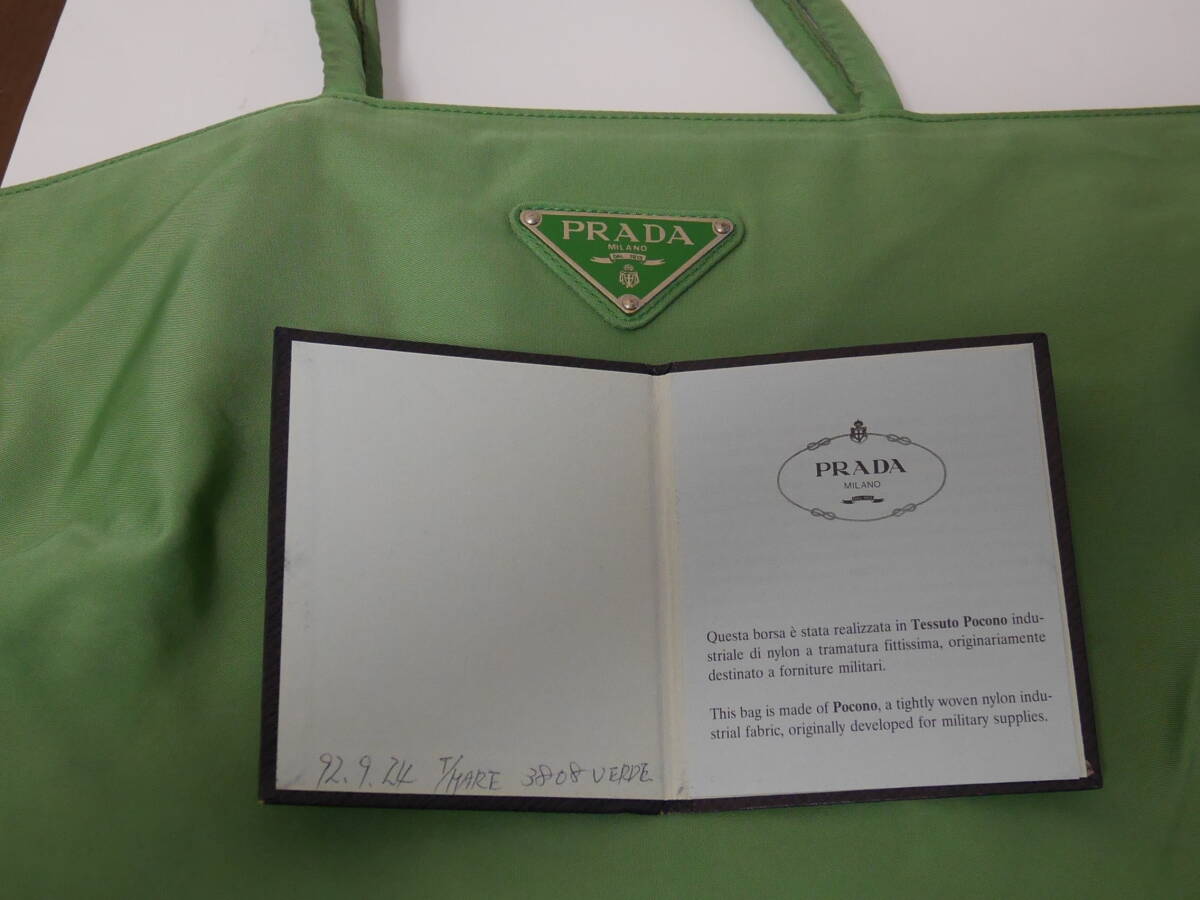 PRADA
MILANO
DAL 1913
PRADA
MILANO
Questa borsa è stata realizzata in Tessuto Pocono indu-
striale di nylon a tramatura fittissima, originariamente
destinato a forniture militari.
This bag is made of Pocono, a tightly woven nylon indu-
strial fabric, originally developed for military supplies.
92.9.24 T/MARE 3808 VERDE